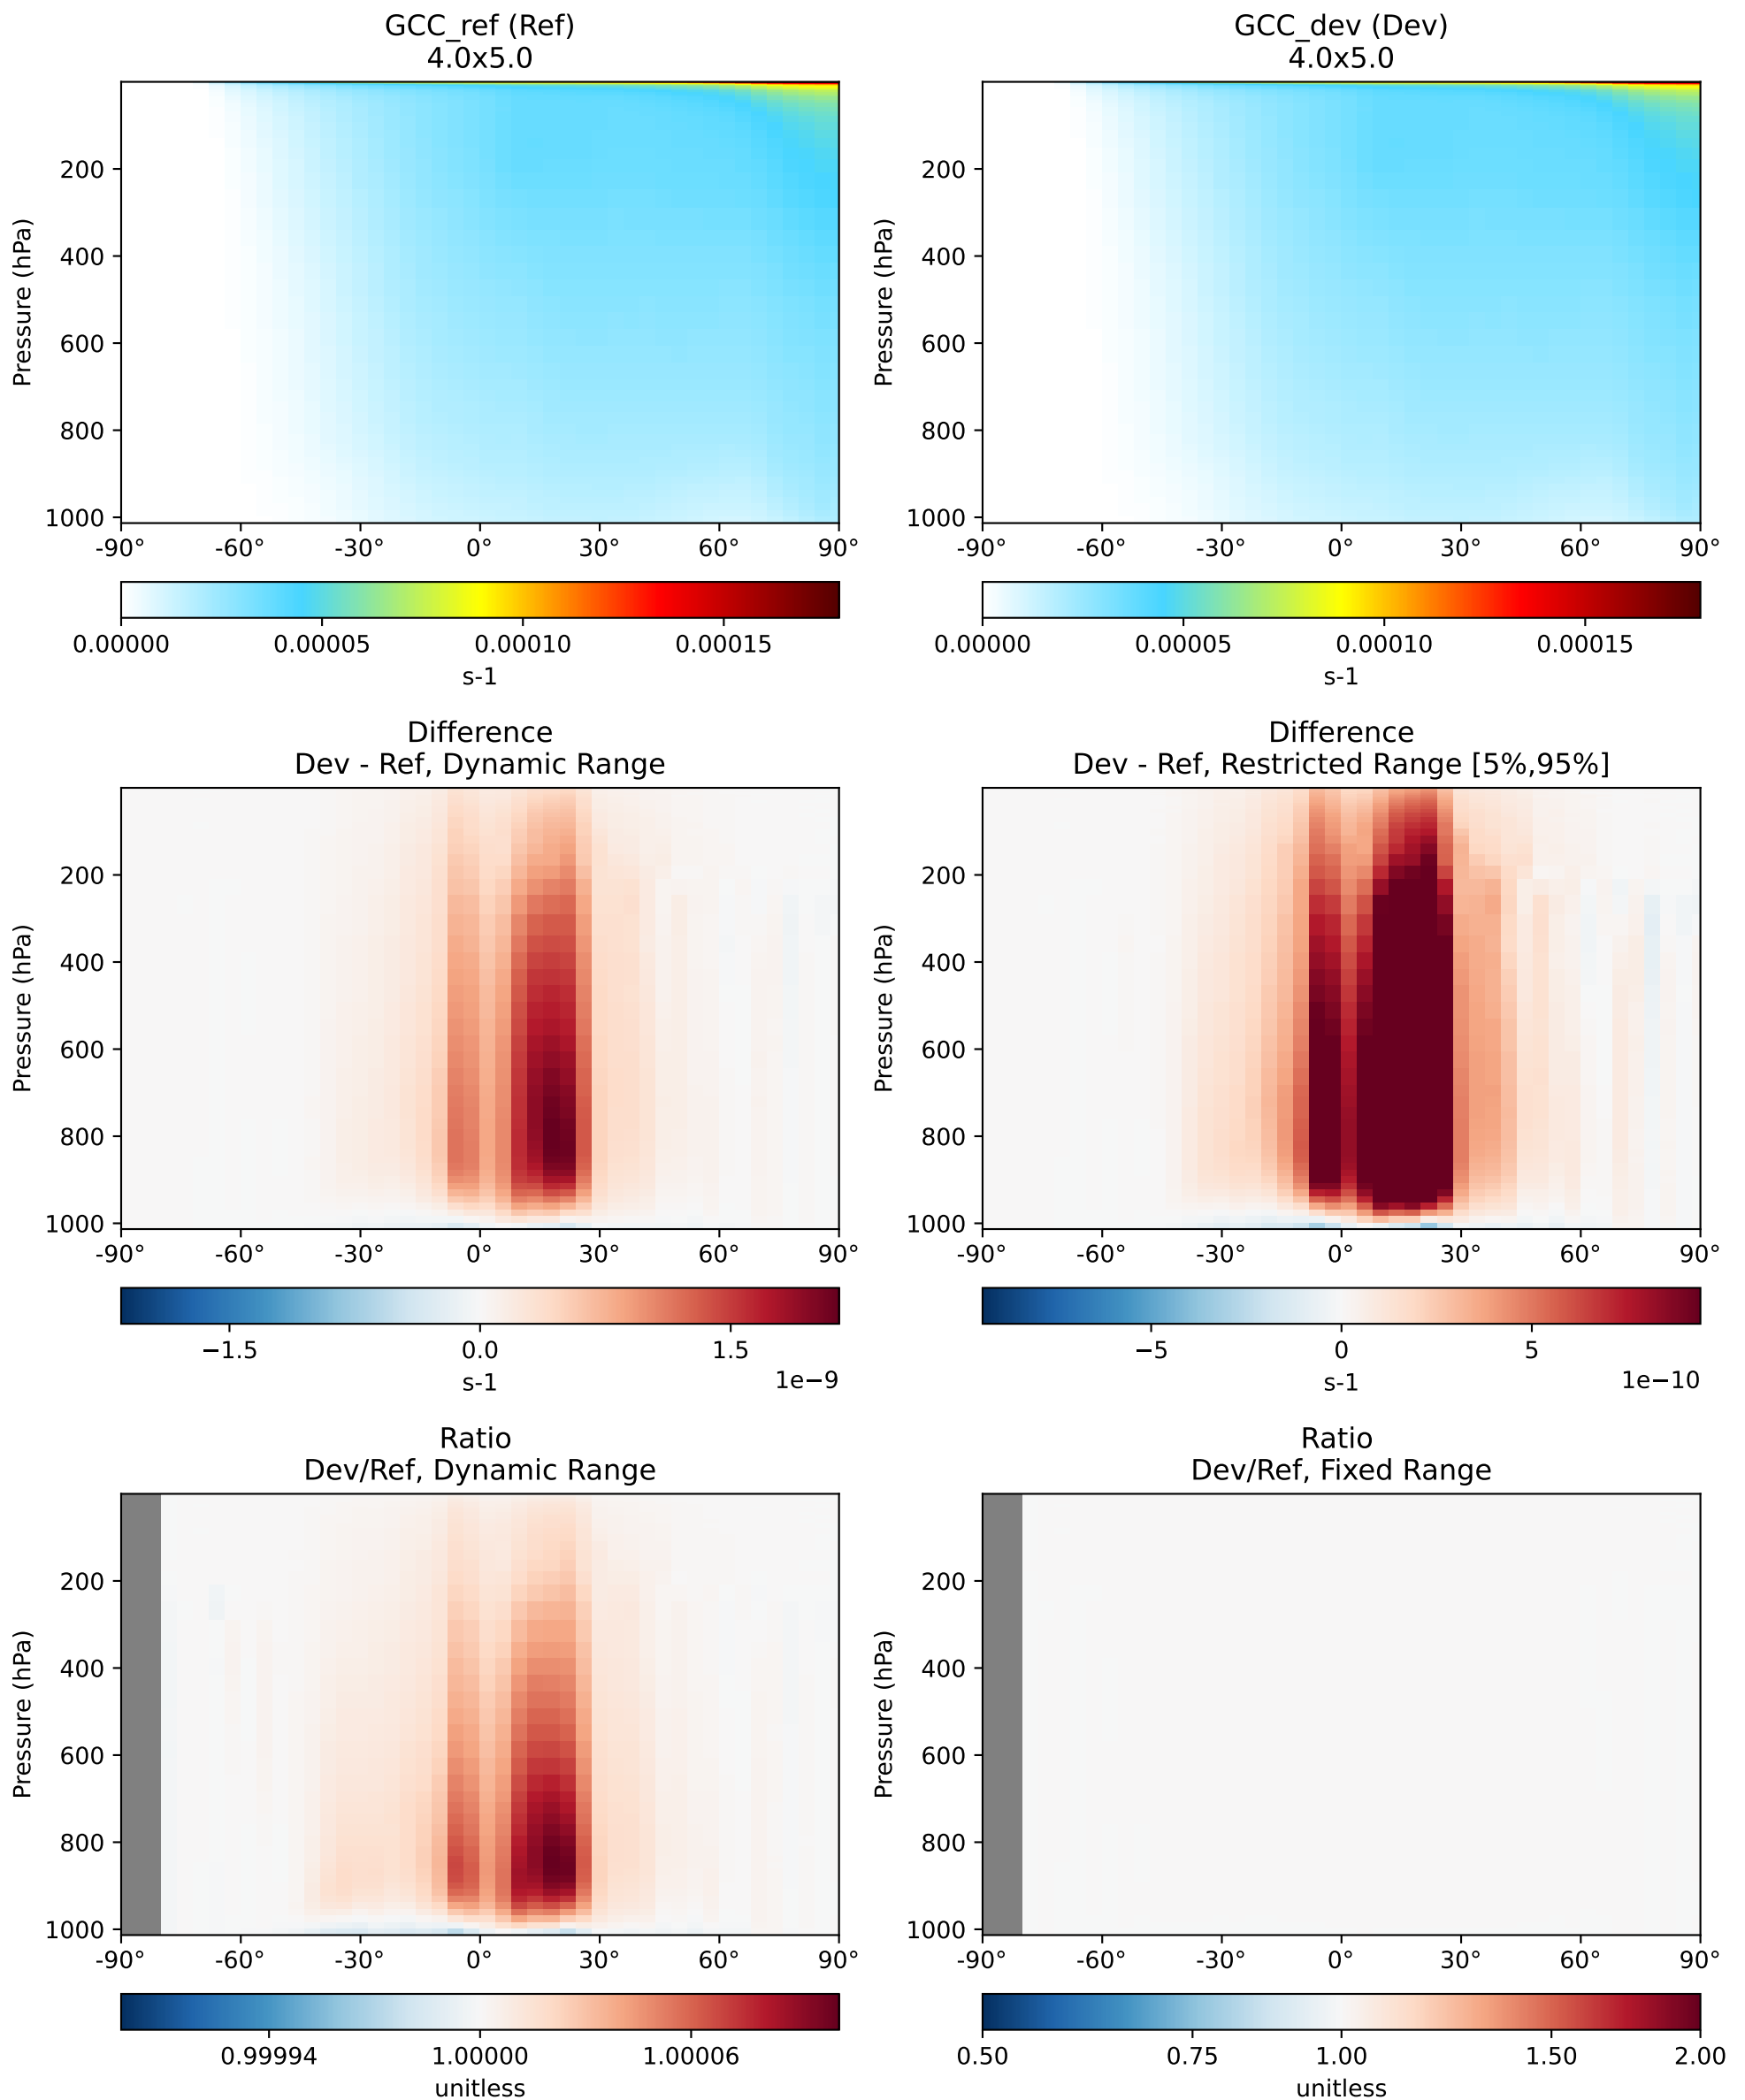 GCC_ref (Ref)
4.0x5.0
Pressure (hPa)
200
400
600
800
1000
-90° -60° -30° 0° 30° 60° 90°
0.00000 0.00005 0.00010 0.00015
s-1
GCC_dev (Dev)
4.0x5.0
Pressure (hPa)
200
400
600
800
1000
-90° -60° -30° 0° 30° 60° 90°
0.00000 0.00005 0.00010 0.00015
s-1
Difference
Dev - Ref, Dynamic Range
Pressure (hPa)
200
400
600
800
1000
-90° -60° -30° 0° 30° 60° 90°
−1.5 0.0 1.5
1e−9
s-1
Difference
Dev - Ref, Restricted Range [5%,95%]
Pressure (hPa)
200
400
600
800
1000
-90° -60° -30° 0° 30° 60° 90°
−5 0 5
1e−10
s-1
Ratio
Dev/Ref, Dynamic Range
Pressure (hPa)
200
400
600
800
1000
-90° -60° -30° 0° 30° 60° 90°
0.99994 1.00000 1.00006
unitless
Ratio
Dev/Ref, Fixed Range
Pressure (hPa)
200
400
600
800
1000
-90° -60° -30° 0° 30° 60° 90°
0.50 0.75 1.00 1.50 2.00
unitless